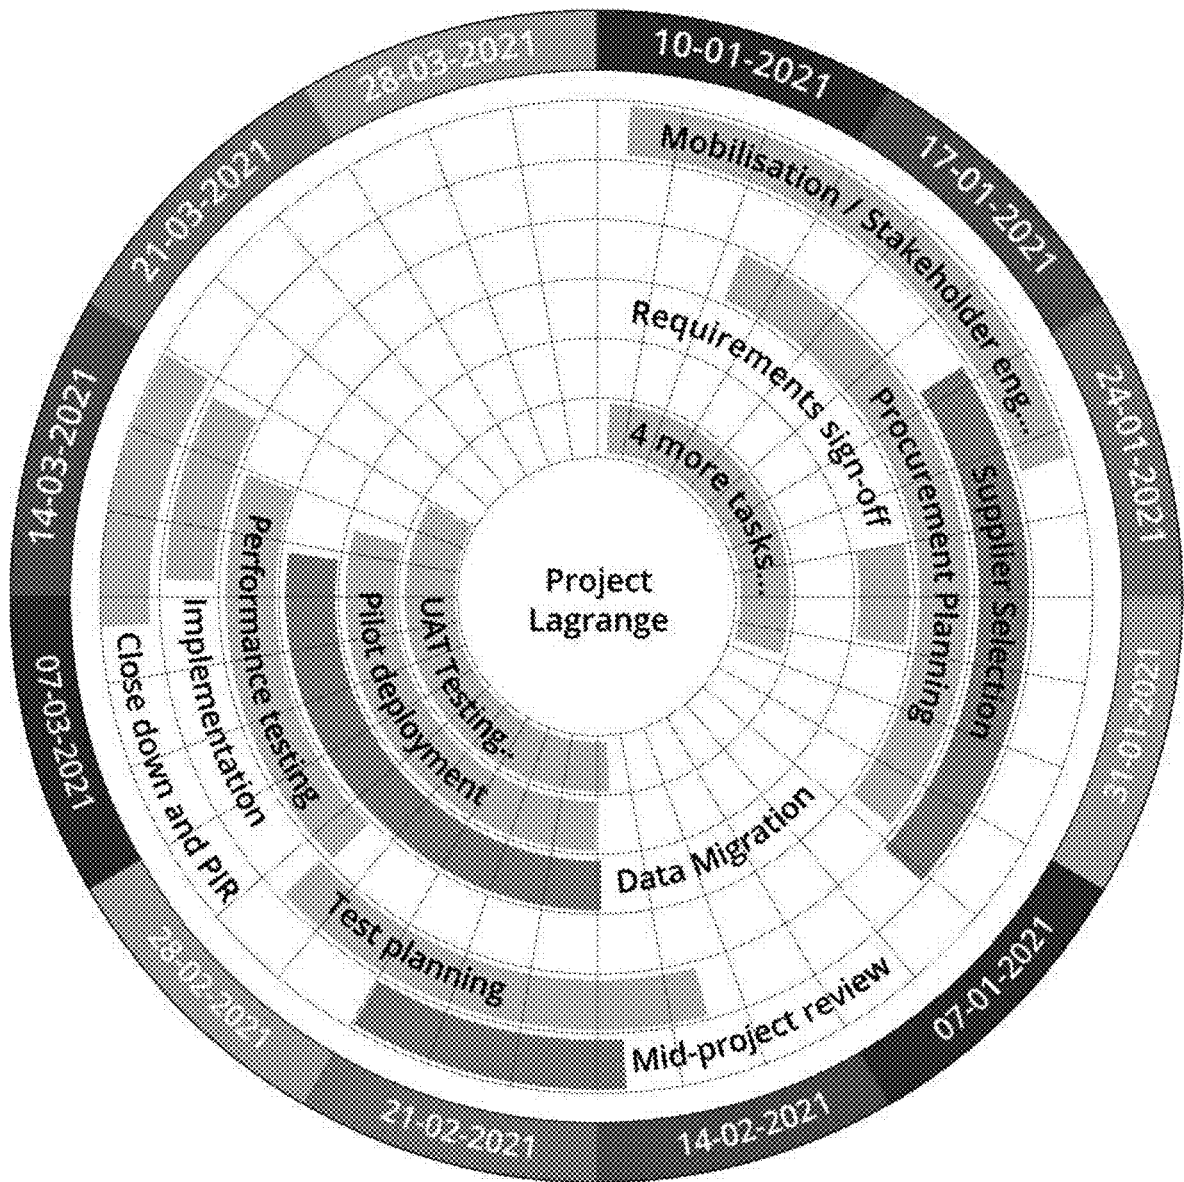 10-01-2021
17-01-2021
24-01-2021
31-01-2021
07-01-2021
14-02-2021
21-02-2021
28-02-2021
07-03-2021
14-03-2021
21-03-2021
28-03-2021
Mobilisation / Stakeholder eng...
Requirements sign-off
Procurement Planning
Supplier Selection
4 more tasks...
Project
Lagrange
Data Migration
Mid-project review
Test planning
Performance testing
Pilot deployment
UAT Testing...
Implementation
Close down and PIR